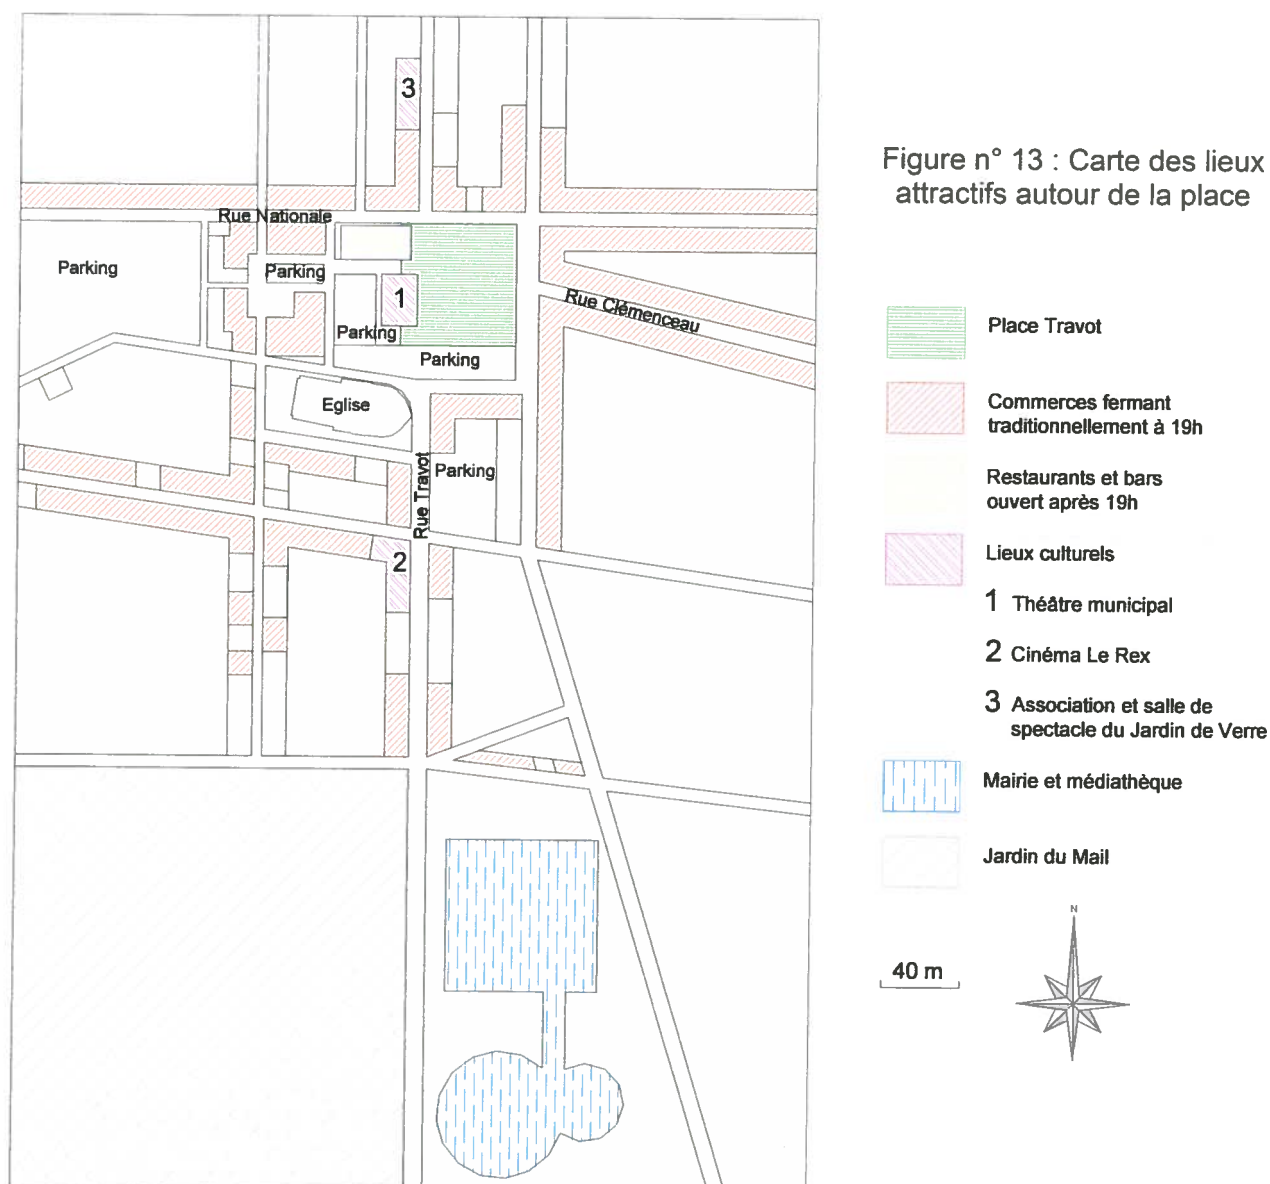 3
Rue Nationale
Parking
Parking
1
Parking
Parking
Rue Clémenceau
Eglise
Rue Travot
Parking
2
Figure n° 13 : Carte des lieux
attractifs autour de la place
Place Travot
Commerces fermant
traditionnellement à 19h
Restaurants et bars
ouvert après 19h
Lieux culturels
1 Théâtre municipal
2 Cinéma Le Rex
3 Association et salle de
spectacle du Jardin de Verre
Mairie et médiathèque
Jardin du Mail
N
40 m